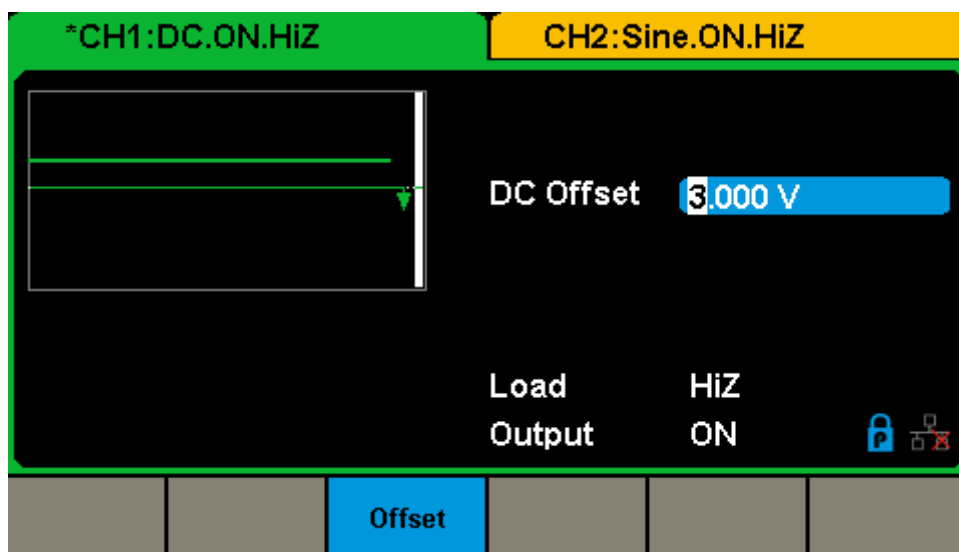 *CH1:DC.ON.HiZ
CH2:Sine.ON.HiZ
DC Offset 3.000 V
Load HiZ
Output ON
P
Offset